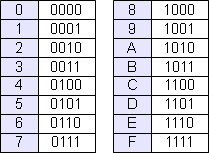 0 0000 8 1000
1 0001 9 1001
2 0010 A 1010
3 0011 B 1011
4 0100 C 1100
5 0101 D 1101
6 0110 E 1110
7 0111 F 1111